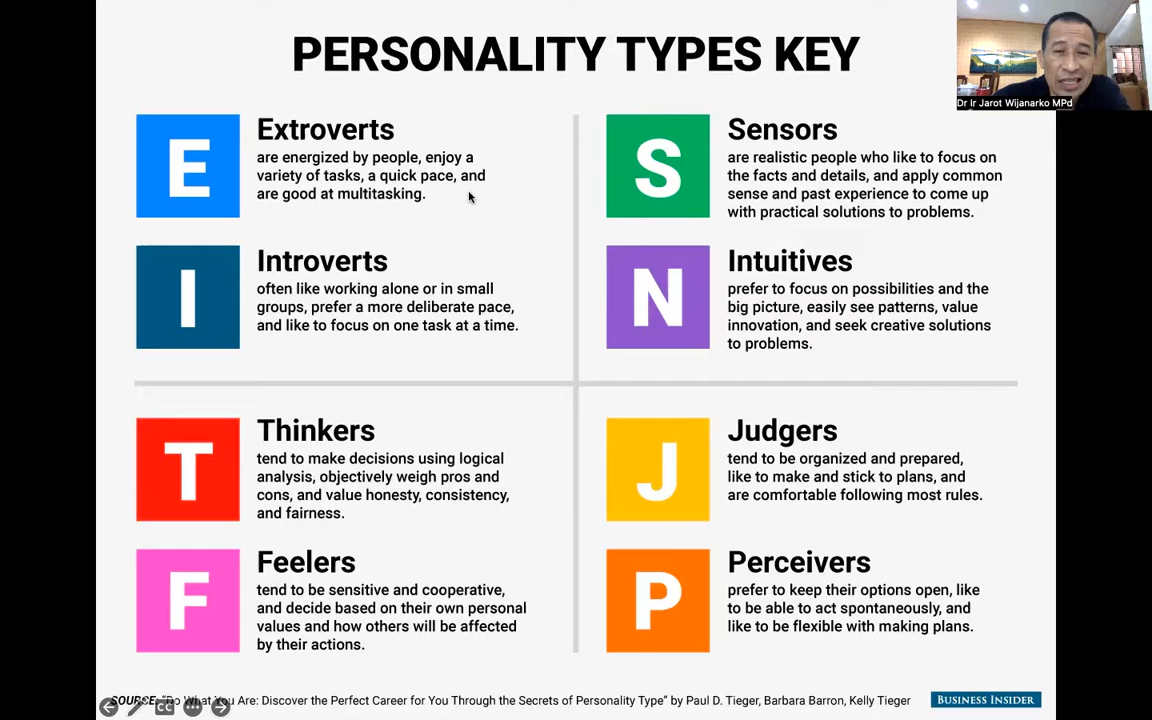 PERSONALITY TYPES KEY
Dr Ir Jarot Wijanarko MPd
E
Extroverts
are energized by people, enjoy a
variety of tasks, a quick pace, and
are good at multitasking.
I
Introverts
often like working alone or in small
groups, prefer a more deliberate pace,
and like to focus on one task at a time.
S
Sensors
are realistic people who like to focus on
the facts and details, and apply common
sense and past experience to come up
with practical solutions to problems.
N
Intuitives
prefer to focus on possibilities and the
big picture, easily see patterns, value
innovation, and seek creative solutions
to problems.
T
Thinkers
tend to make decisions using logical
analysis, objectively weigh pros and
cons, and value honesty, consistency,
and fairness.
F
Feelers
tend to be sensitive and cooperative,
and decide based on their own personal
values and how others will be affected
by their actions.
J
Judgers
tend to be organized and prepared,
like to make and stick to plans, and
are comfortable following most rules.
P
Perceivers
prefer to keep their options open, like
to be able to act spontaneously, and
like to be flexible with making plans.
SOURCE: "Do What You Are: Discover the Perfect Career for You Through the Secrets of Personality Type" by Paul D. Tieger, Barbara Barron, Kelly Tieger
BUSINESS INSIDER
CC